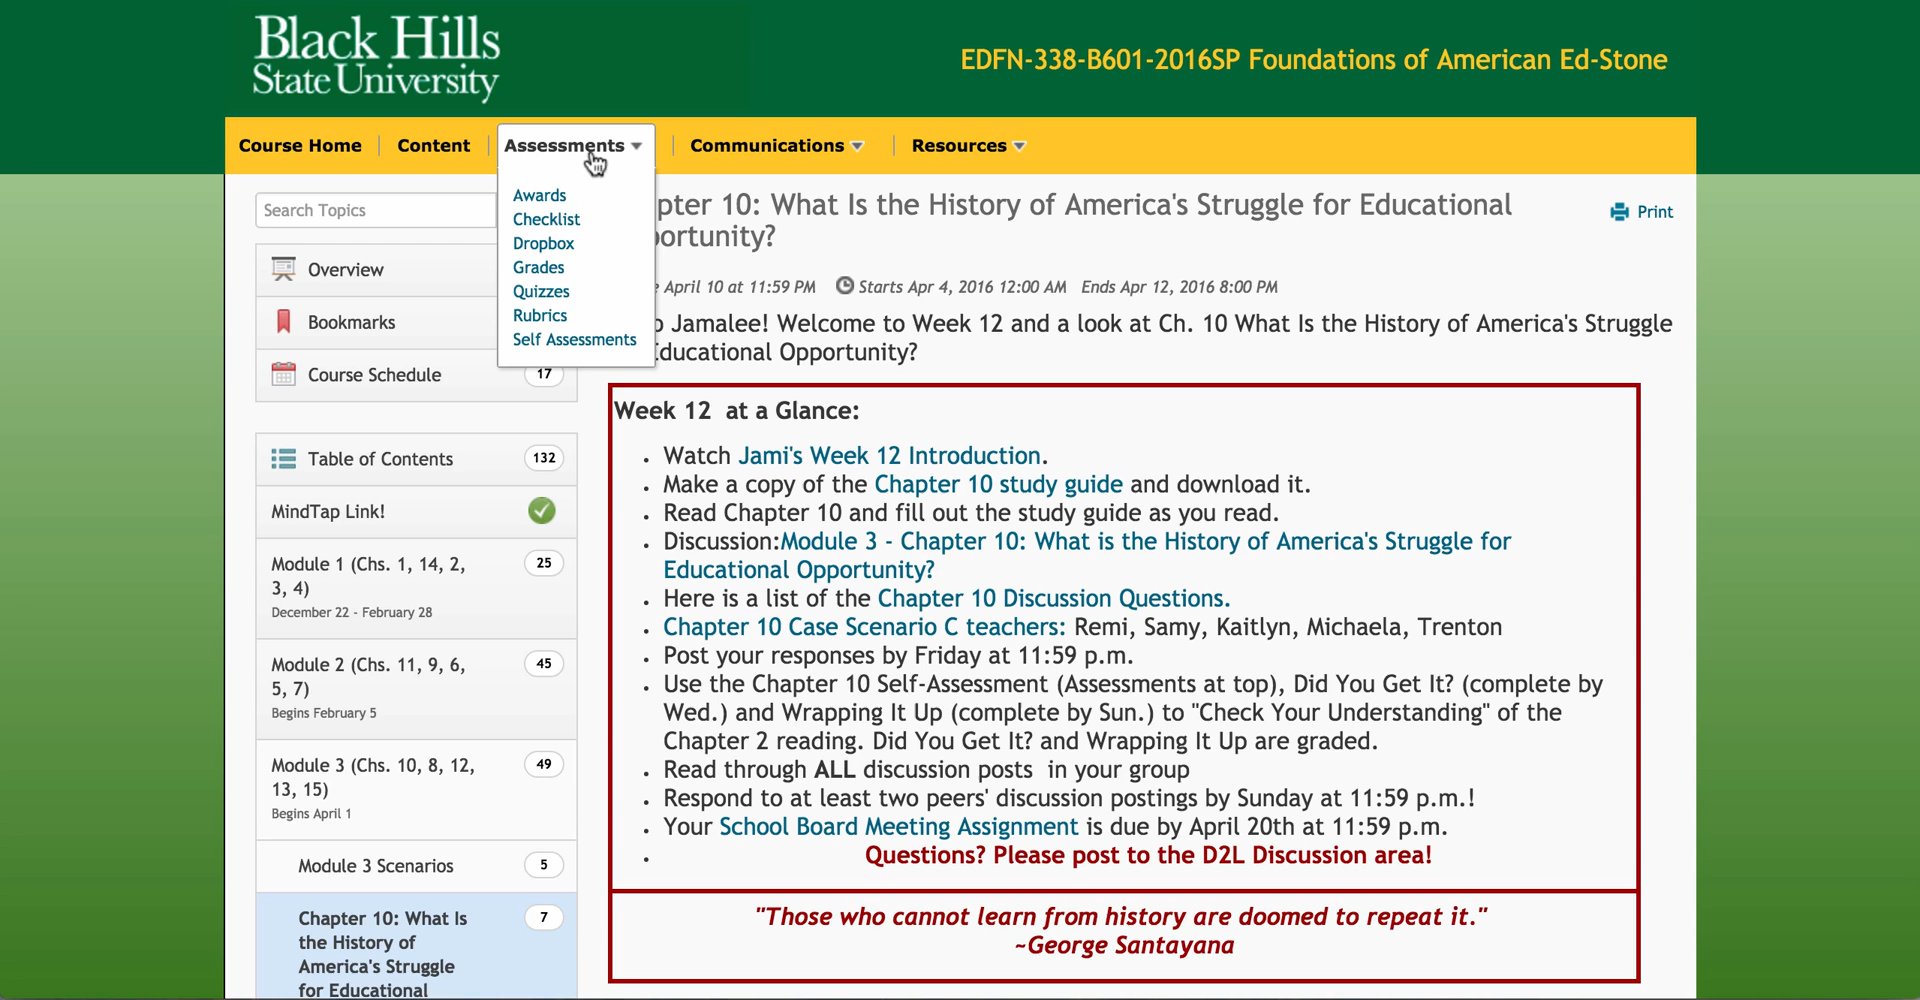 Black Hills
State University
EDFN-338-B601-2016SP Foundations of American Ed-Stone
Course Home
Content
Assessments
Communications
Resources
Awards
Checklist
Dropbox
Grades
Quizzes
Rubrics
Self Assessments
Search Topics
Overview
Bookmarks
Course Schedule
17
Table of Contents
132
MindTap Link!
Module 1 (Chs. 1, 14, 2,
3, 4)
25
December 22 - February 28
Module 2 (Chs. 11, 9, 6,
5, 7)
45
Begins February 5
Module 3 (Chs. 10, 8, 12,
13, 15)
49
Begins April 1
Module 3 Scenarios
5
Chapter 10: What Is
the History of
America's Struggle
for Educational
7
pter 10: What Is the History of America's Struggle for Educational
portunity?
Print
April 10 at 11:59 PM Starts Apr 4, 2016 12:00 AM Ends Apr 12, 2016 8:00 PM
Jamalee! Welcome to Week 12 and a look at Ch. 10 What Is the History of America's Struggle
Educational Opportunity?
Week 12 at a Glance:
Watch Jami's Week 12 Introduction.
Make a copy of the Chapter 10 study guide and download it.
Read Chapter 10 and fill out the study guide as you read.
Discussion:Module 3 - Chapter 10: What is the History of America's Struggle for
Educational Opportunity?
Here is a list of the Chapter 10 Discussion Questions.
Chapter 10 Case Scenario C teachers: Remi, Samy, Kaitlyn, Michaela, Trenton
Post your responses by Friday at 11:59 p.m.
Use the Chapter 10 Self-Assessment (Assessments at top), Did You Get It? (complete by
Wed.) and Wrapping It Up (complete by Sun.) to "Check Your Understanding" of the
Chapter 2 reading. Did You Get It? and Wrapping It Up are graded.
Read through ALL discussion posts in your group
Respond to at least two peers' discussion postings by Sunday at 11:59 p.m.!
Your School Board Meeting Assignment is due by April 20th at 11:59 p.m.
Questions? Please post to the D2L Discussion area!
"Those who cannot learn from history are doomed to repeat it."
~George Santayana